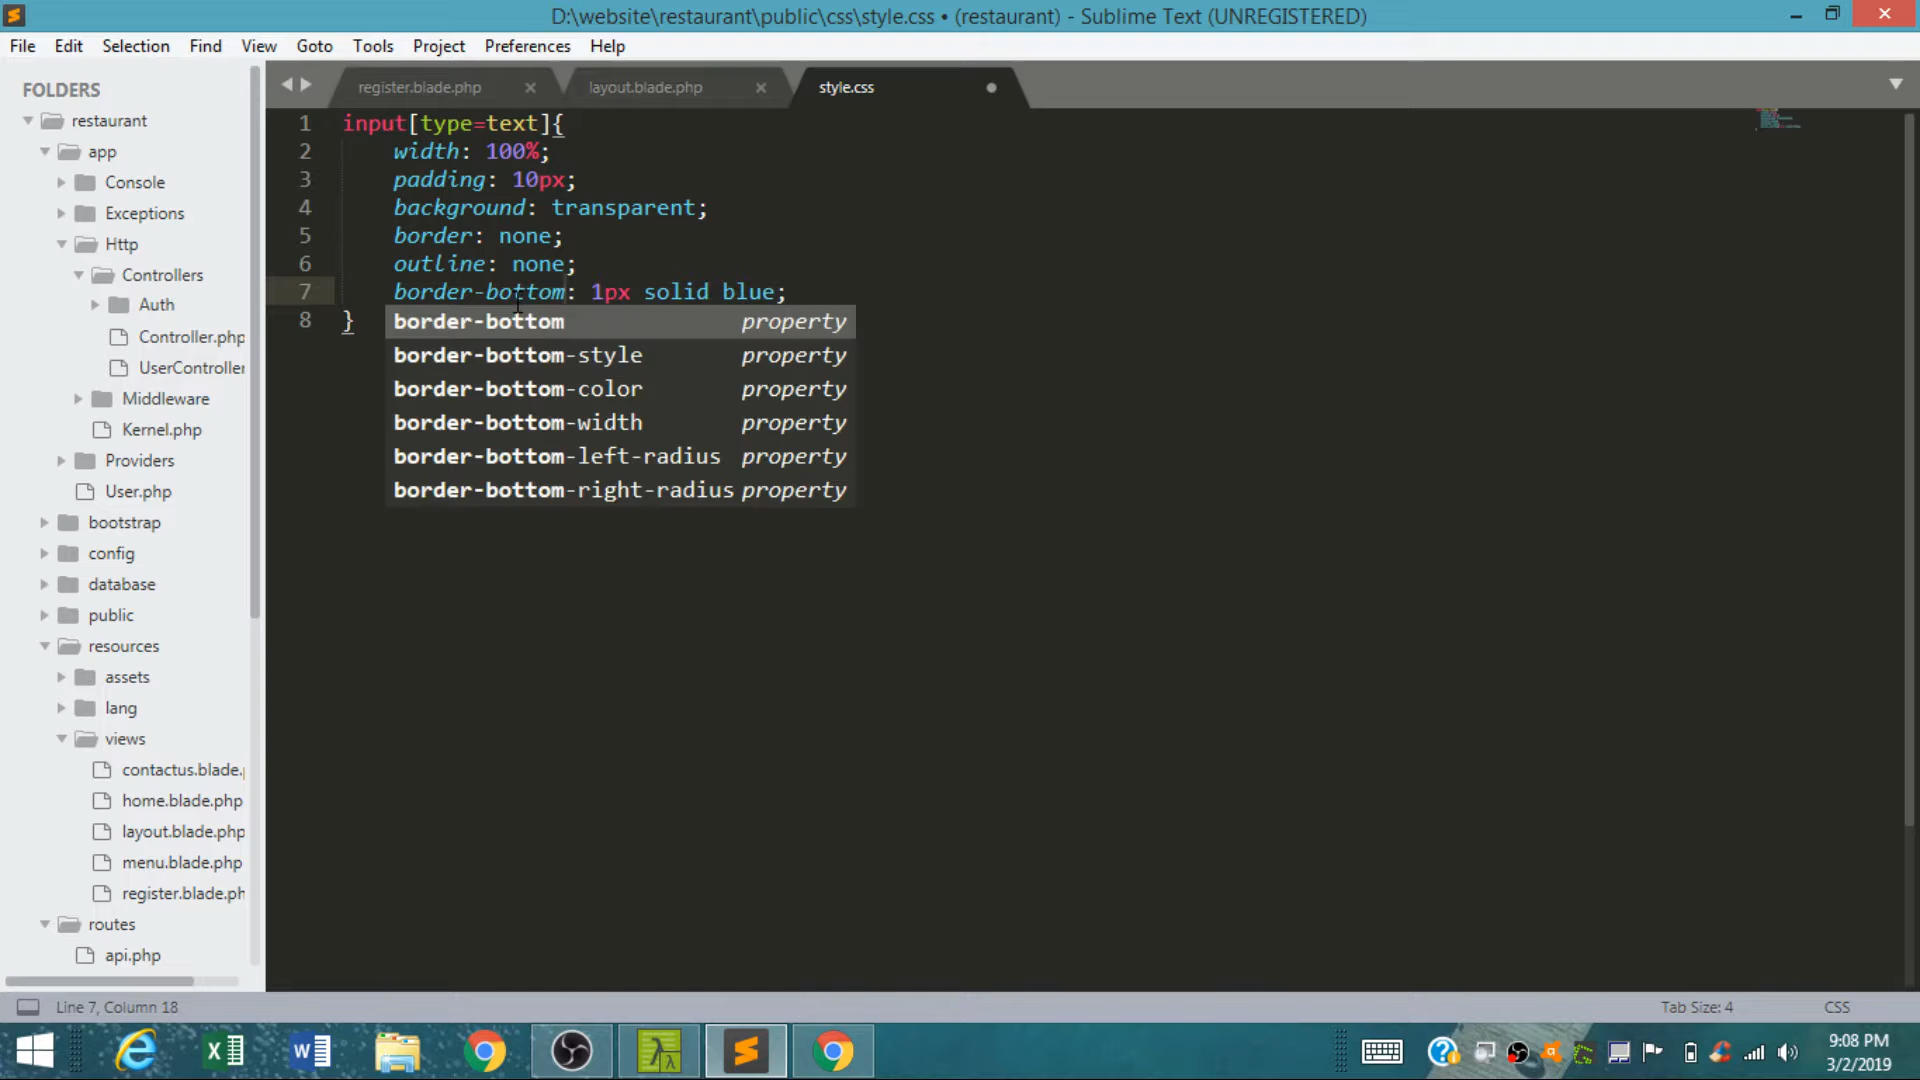 D:\website\restaurant\public\css\style.css • (restaurant) - Sublime Text (UNREGISTERED)
File Edit Selection Find View Goto Tools Project Preferences Help
FOLDERS
restaurant
app
Console
Exceptions
Http
Controllers
Auth
Controller.php
UserController
Middleware
Kernel.php
Providers
User.php
bootstrap
config
database
public
resources
assets
lang
views
contactus.blade.
home.blade.php
layout.blade.php
menu.blade.php
register.blade.ph
routes
api.php
register.blade.php layout.blade.php style.css
1 input[type=text]{
2 width: 100%;
3 padding: 10px;
4 background: transparent;
5 border: none;
6 outline: none;
7 border-bottom: 1px solid blue;
8 }
border-bottom property
border-bottom-style property
border-bottom-color property
border-bottom-width property
border-bottom-left-radius property
border-bottom-right-radius property
Line 7, Column 18 Tab Size: 4 CSS
9:08 PM
3/2/2019